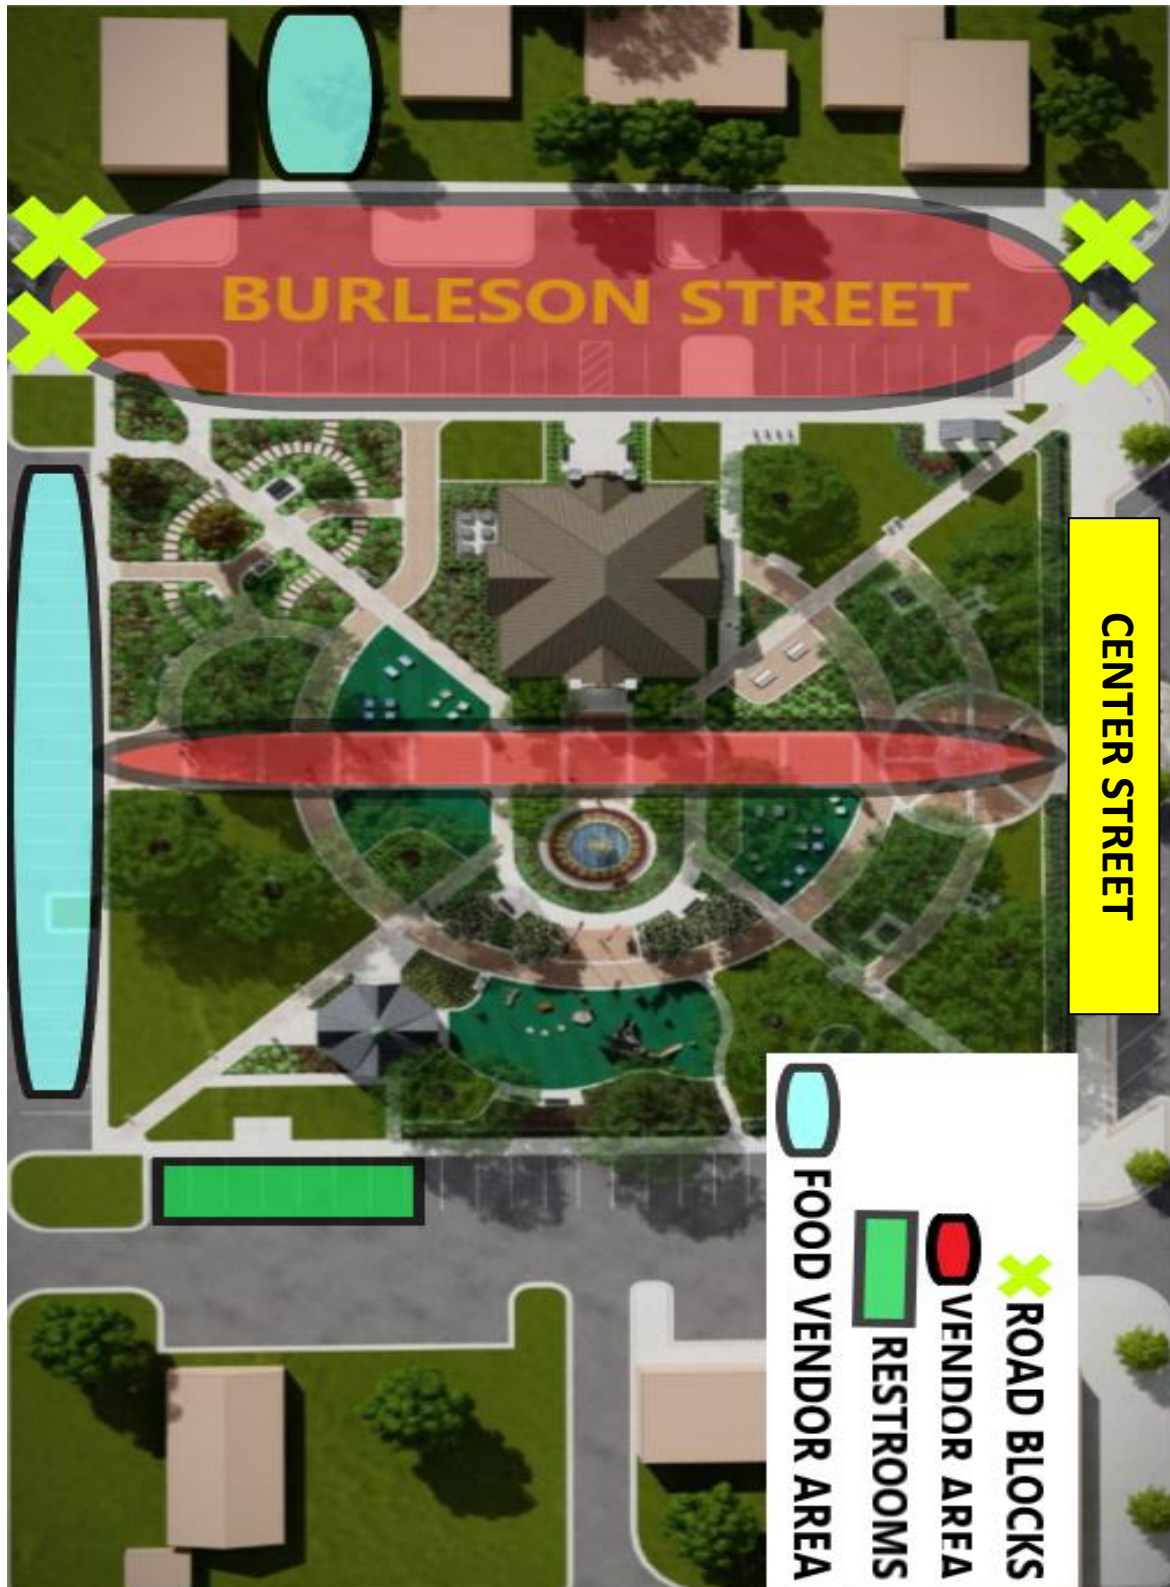 BURLESON STREET
CENTER STREET
ROAD BLOCKS
VENDOR AREA
RESTROOMS
FOOD VENDOR AREA